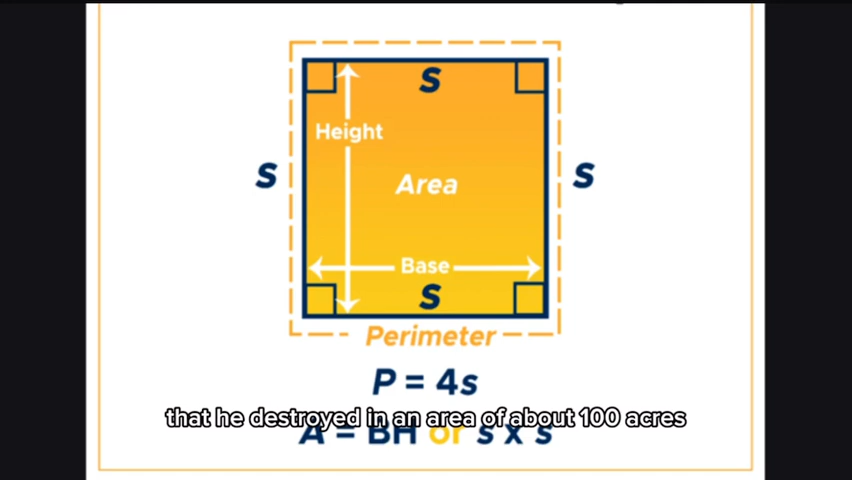 S
Height
S
Area
S
Base
S
Perimeter
P = 4s
that he destroyed in an area of about 100 acres
A = BH or s x s